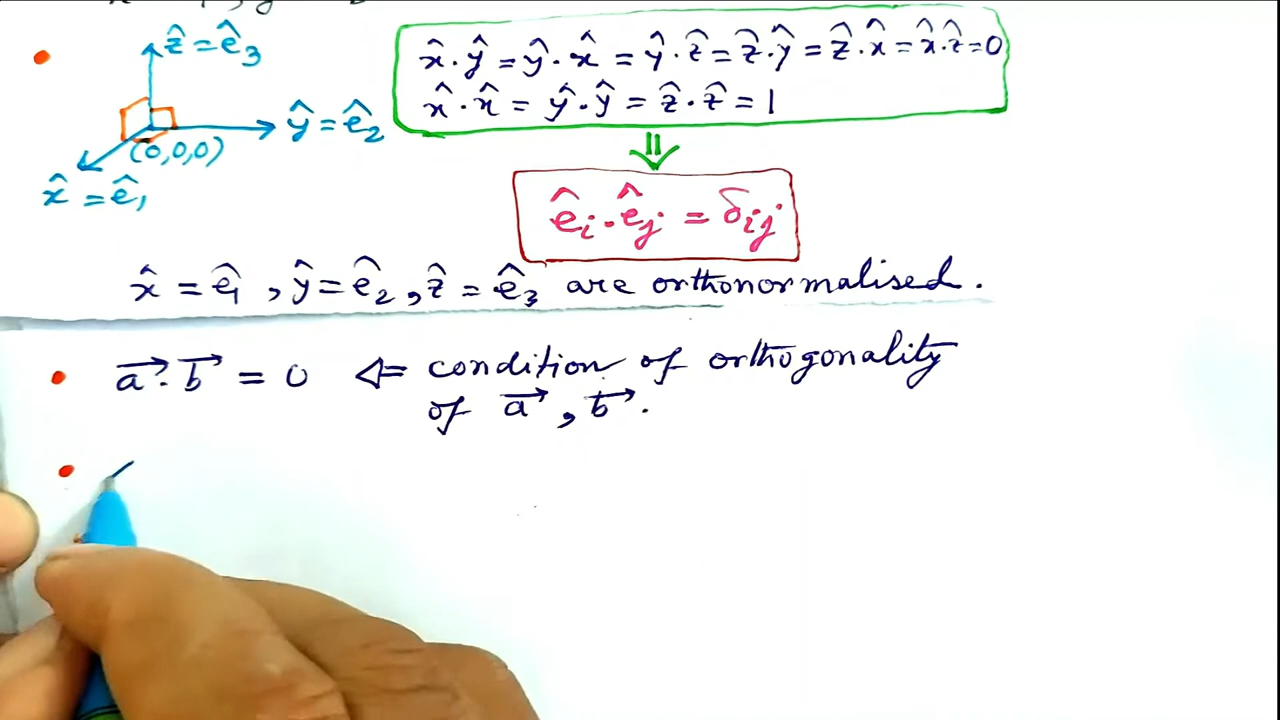 ẑ = ê₃
ŷ = ê₂
(0,0,0)
x̂ = ê₁
x̂·ŷ = ŷ·x̂ = ŷ·ẑ = ẑ·ŷ = ẑ·x̂ = x̂·ẑ = 0
x̂·x̂ = ŷ·ŷ = ẑ·ẑ = 1
⇓
êᵢ·êⱼ = δᵢⱼ
x̂ = ê₁ , ŷ = ê₂ , ẑ = ê₃ are orthonormalised.
• a⃗·b⃗ = 0 ⇐ condition of orthogonality
of a⃗ , b⃗ .